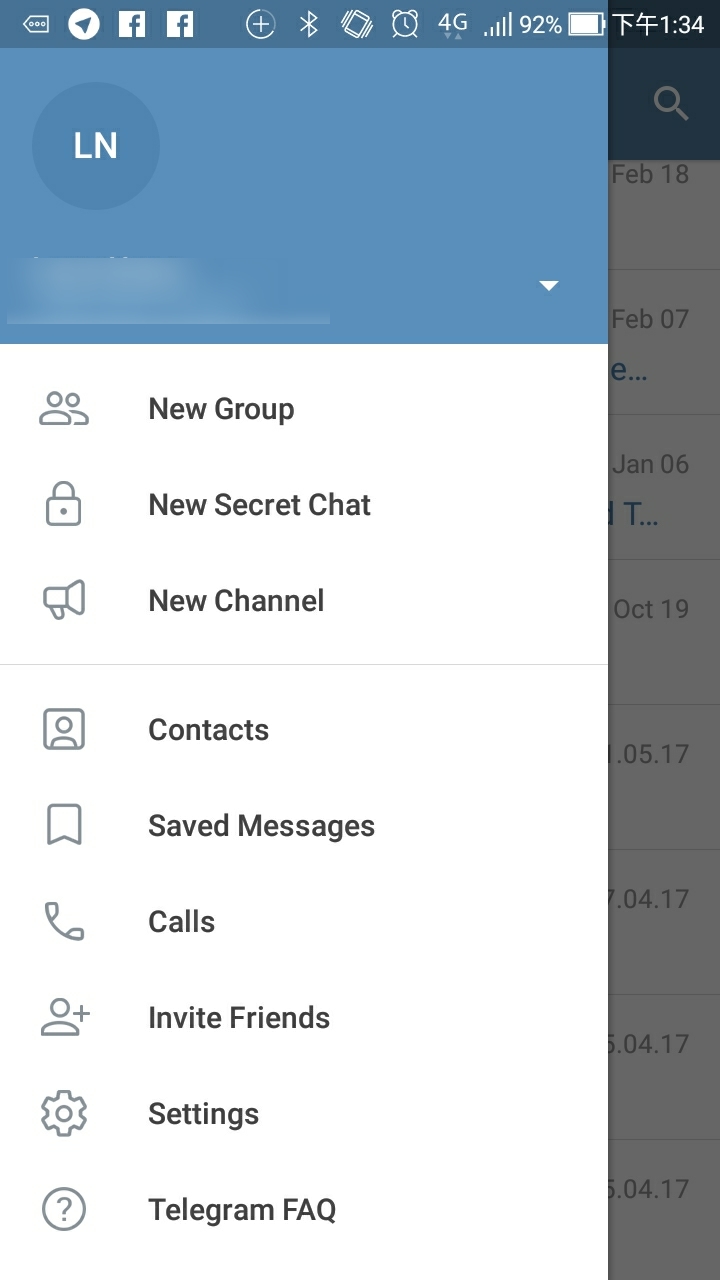 4G 92% 下午1:34
LN
Feb 18
Feb 07
e...
Jan 06
T...
Oct 19
.05.17
.04.17
.04.17
.04.17
New Group
New Secret Chat
New Channel
Contacts
Saved Messages
Calls
Invite Friends
Settings
Telegram FAQ